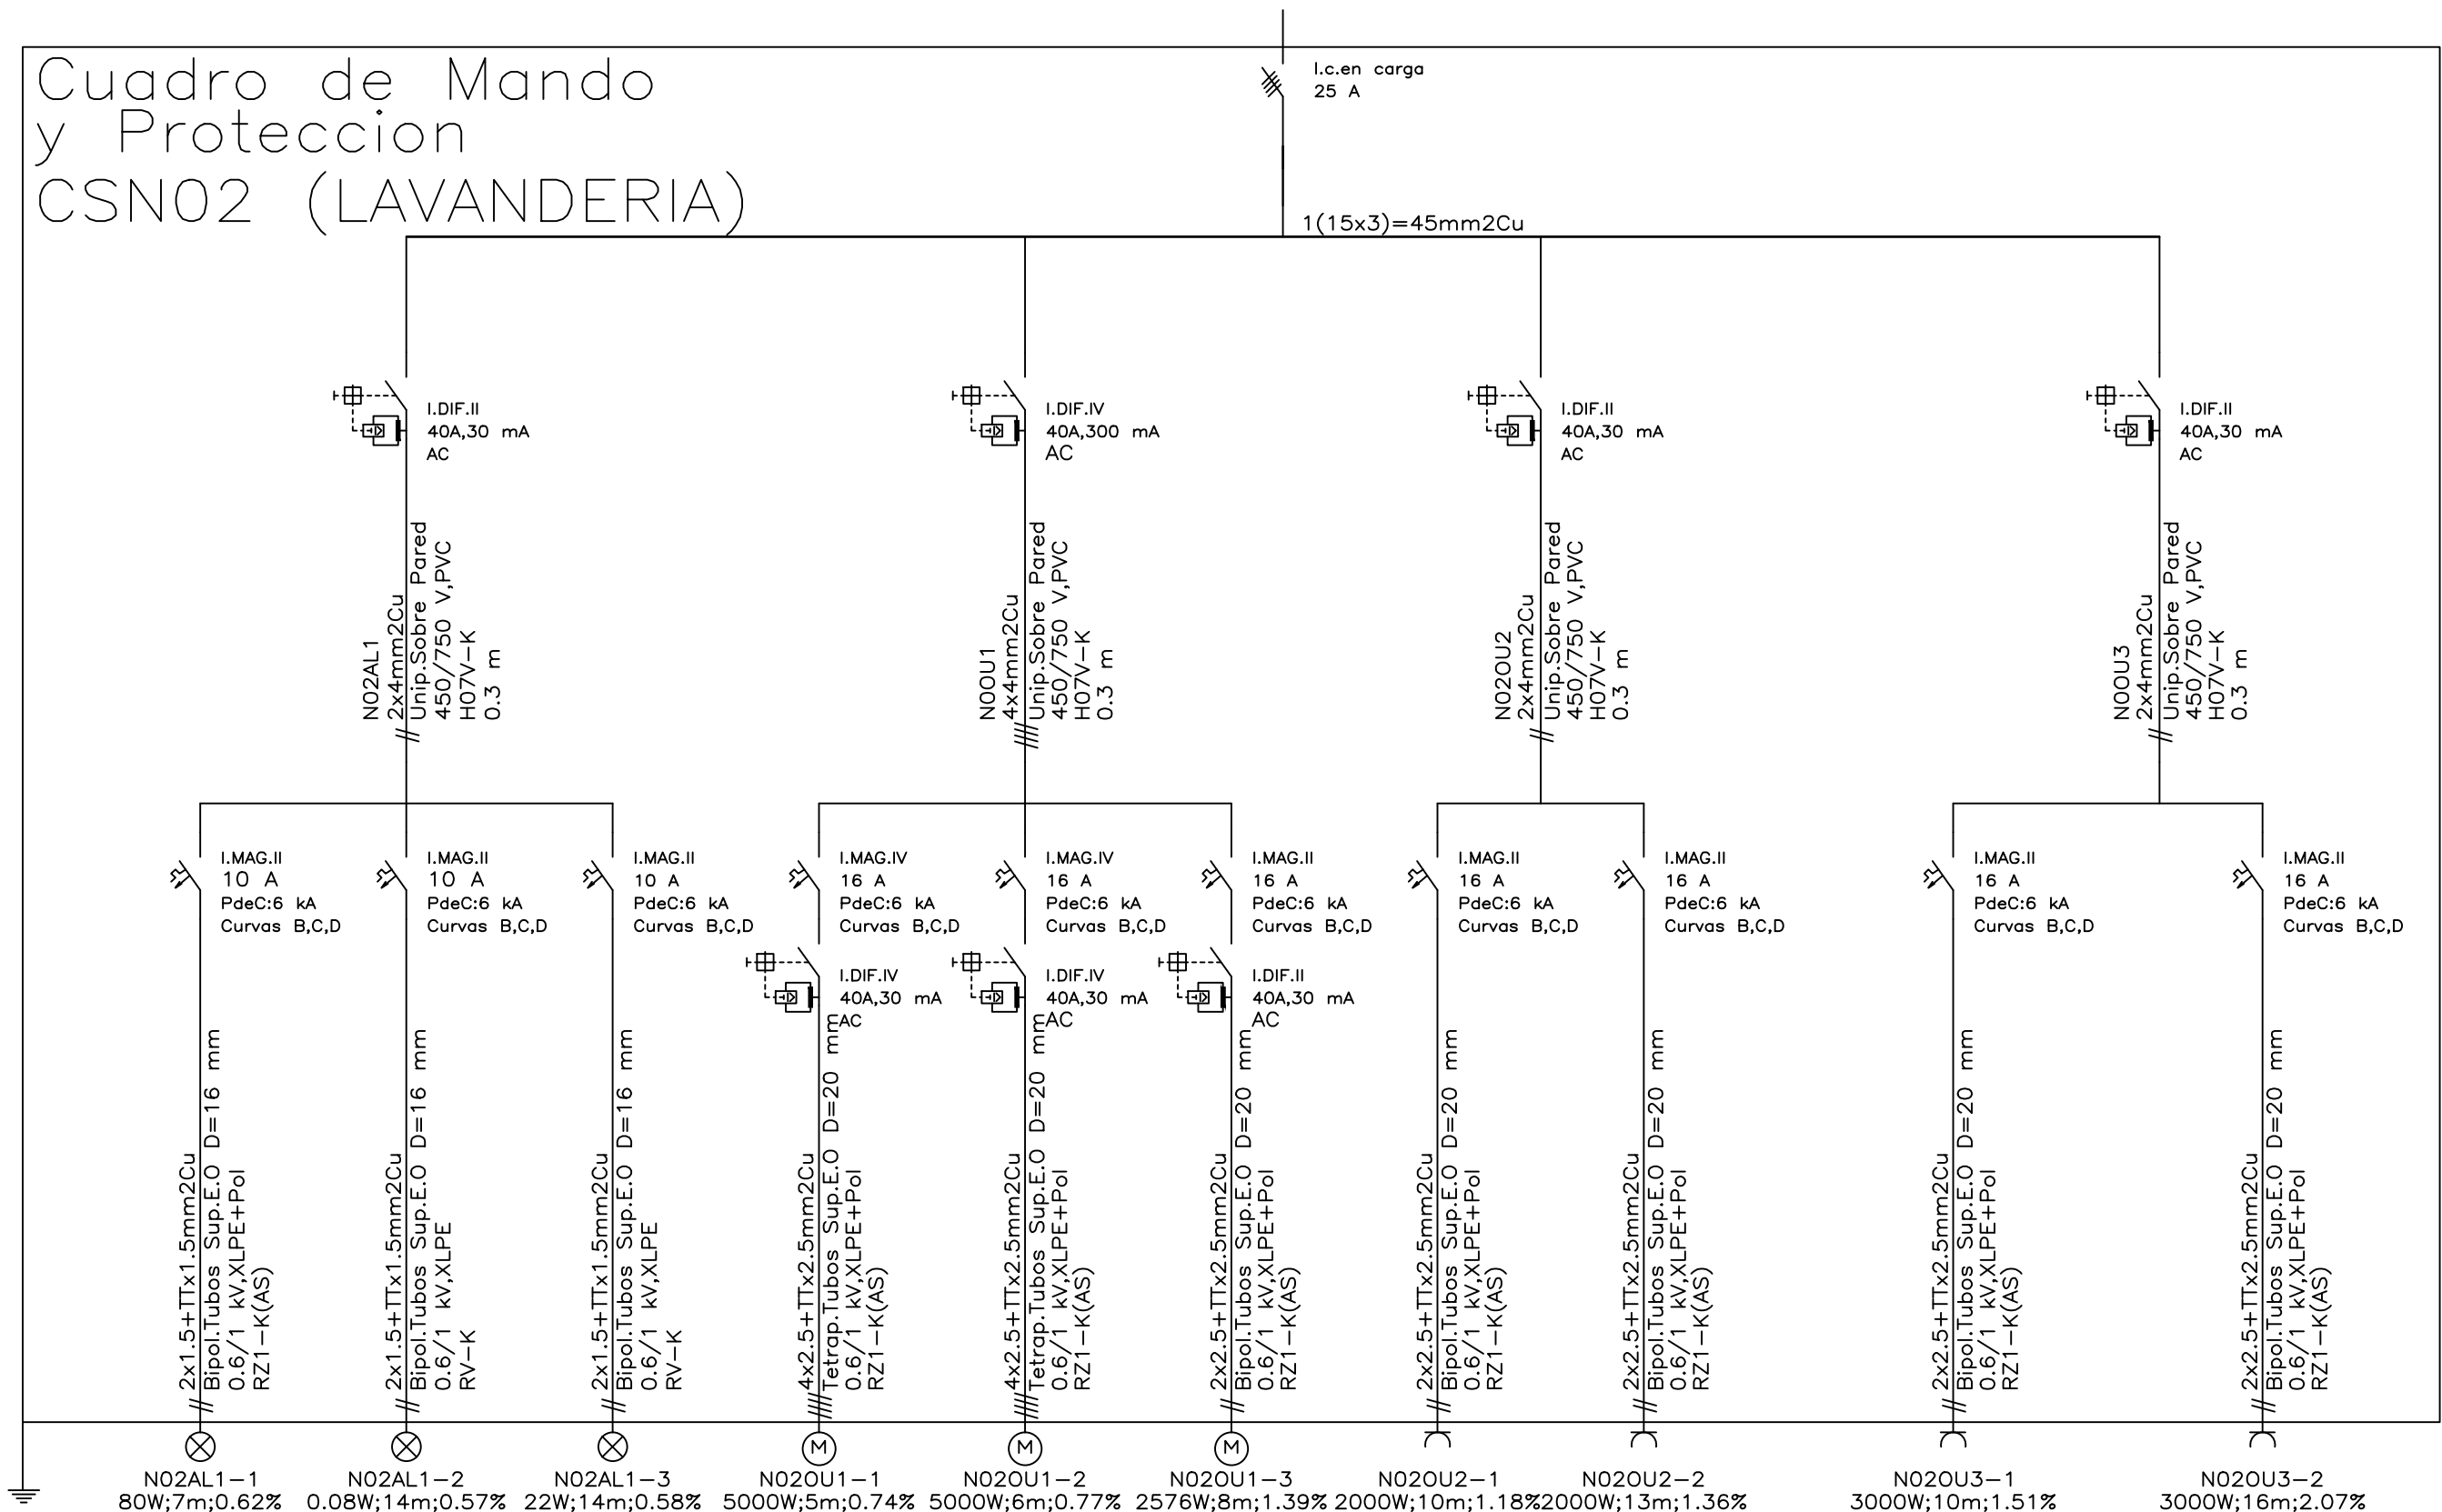 Cuadro de Mando
y Proteccion
CSN02 (LAVANDERIA)
I.c.en carga
25 A
1(15x3)=45mm2Cu
I.DIF.II
40A,30 mA
AC
I.DIF.IV
40A,300 mA
AC
I.DIF.II
40A,30 mA
AC
I.DIF.II
40A,30 mA
AC
N02AL1
2x4mm2Cu
Unip.Sobre Pared
450/750 V,PVC
H07V-K
0.3 m
N0OU1
4x4mm2Cu
Unip.Sobre Pared
450/750 V,PVC
H07V-K
0.3 m
N02OU2
2x4mm2Cu
Unip.Sobre Pared
450/750 V,PVC
H07V-K
0.3 m
N0OU3
2x4mm2Cu
Unip.Sobre Pared
450/750 V,PVC
H07V-K
0.3 m
I.MAG.II
10 A
PdeC:6 kA
Curvas B,C,D
I.MAG.II
10 A
PdeC:6 kA
Curvas B,C,D
I.MAG.II
10 A
PdeC:6 kA
Curvas B,C,D
I.MAG.IV
16 A
PdeC:6 kA
Curvas B,C,D
I.MAG.IV
16 A
PdeC:6 kA
Curvas B,C,D
I.MAG.II
16 A
PdeC:6 kA
Curvas B,C,D
I.MAG.II
16 A
PdeC:6 kA
Curvas B,C,D
I.MAG.II
16 A
PdeC:6 kA
Curvas B,C,D
I.MAG.II
16 A
PdeC:6 kA
Curvas B,C,D
I.MAG.II
16 A
PdeC:6 kA
Curvas B,C,D
I.DIF.IV
40A,30 mA
AC
I.DIF.IV
40A,30 mA
AC
I.DIF.II
40A,30 mA
AC
2x1.5+TTx1.5mm2Cu
Bipol.Tubos Sup.E.O D=16 mm
0.6/1 kV,XLPE+Pol
RZ1-K(AS)
2x1.5+TTx1.5mm2Cu
Bipol.Tubos Sup.E.O D=16 mm
0.6/1 kV,XLPE
RV-K
2x1.5+TTx1.5mm2Cu
Bipol.Tubos Sup.E.O D=16 mm
0.6/1 kV,XLPE
RV-K
4x2.5+TTx2.5mm2Cu
Tetrap.Tubos Sup.E.O D=20 mm
0.6/1 kV,XLPE+Pol
RZ1-K(AS)
4x2.5+TTx2.5mm2Cu
Tetrap.Tubos Sup.E.O D=20 mm
0.6/1 kV,XLPE+Pol
RZ1-K(AS)
2x2.5+TTx2.5mm2Cu
Bipol.Tubos Sup.E.O D=20 mm
0.6/1 kV,XLPE+Pol
RZ1-K(AS)
2x2.5+TTx2.5mm2Cu
Bipol.Tubos Sup.E.O D=20 mm
0.6/1 kV,XLPE+Pol
RZ1-K(AS)
2x2.5+TTx2.5mm2Cu
Bipol.Tubos Sup.E.O D=20 mm
0.6/1 kV,XLPE+Pol
RZ1-K(AS)
2x2.5+TTx2.5mm2Cu
Bipol.Tubos Sup.E.O D=20 mm
0.6/1 kV,XLPE+Pol
RZ1-K(AS)
2x2.5+TTx2.5mm2Cu
Bipol.Tubos Sup.E.O D=20 mm
0.6/1 kV,XLPE+Pol
RZ1-K(AS)
M
M
M
N02AL1-1
80W;7m;0.62%
N02AL1-2
0.08W;14m;0.57%
N02AL1-3
22W;14m;0.58%
N02OU1-1
5000W;5m;0.74%
N02OU1-2
5000W;6m;0.77%
N02OU1-3
2576W;8m;1.39%
N02OU2-1
2000W;10m;1.18%
N02OU2-2
2000W;13m;1.36%
N02OU3-1
3000W;10m;1.51%
N02OU3-2
3000W;16m;2.07%